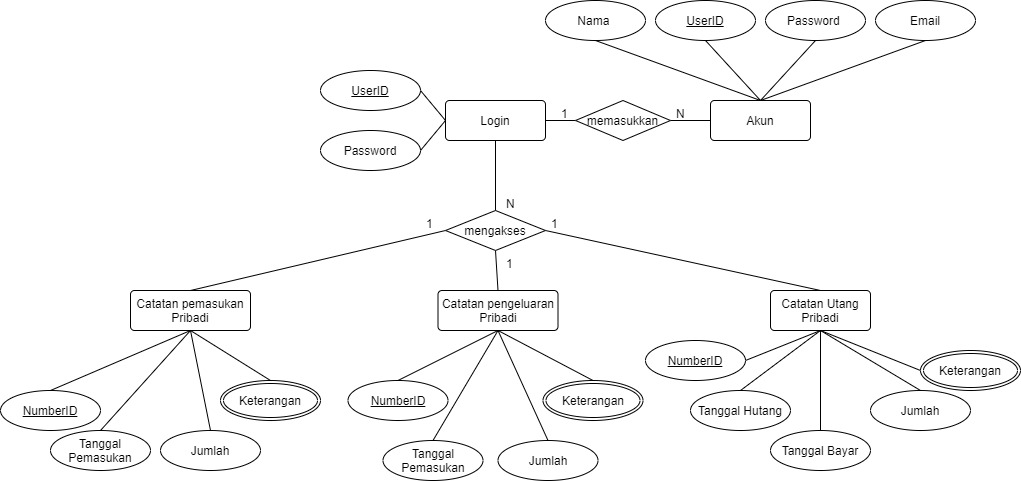 Nama
UserID
Password
Email
UserID
Password
Login
1
memasukkan
N
Akun
N
1
mengakses
1
1
Catatan pemasukan
Pribadi
Catatan pengeluaran
Pribadi
Catatan Utang
Pribadi
NumberID
Tanggal
Pemasukan
Jumlah
Keterangan
NumberID
Tanggal
Pemasukan
Jumlah
Keterangan
NumberID
Tanggal Hutang
Tanggal Bayar
Jumlah
Keterangan